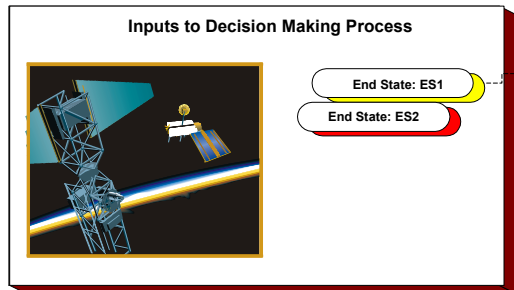 Inputs to Decision Making Process
End State: ES1
End State: ES2